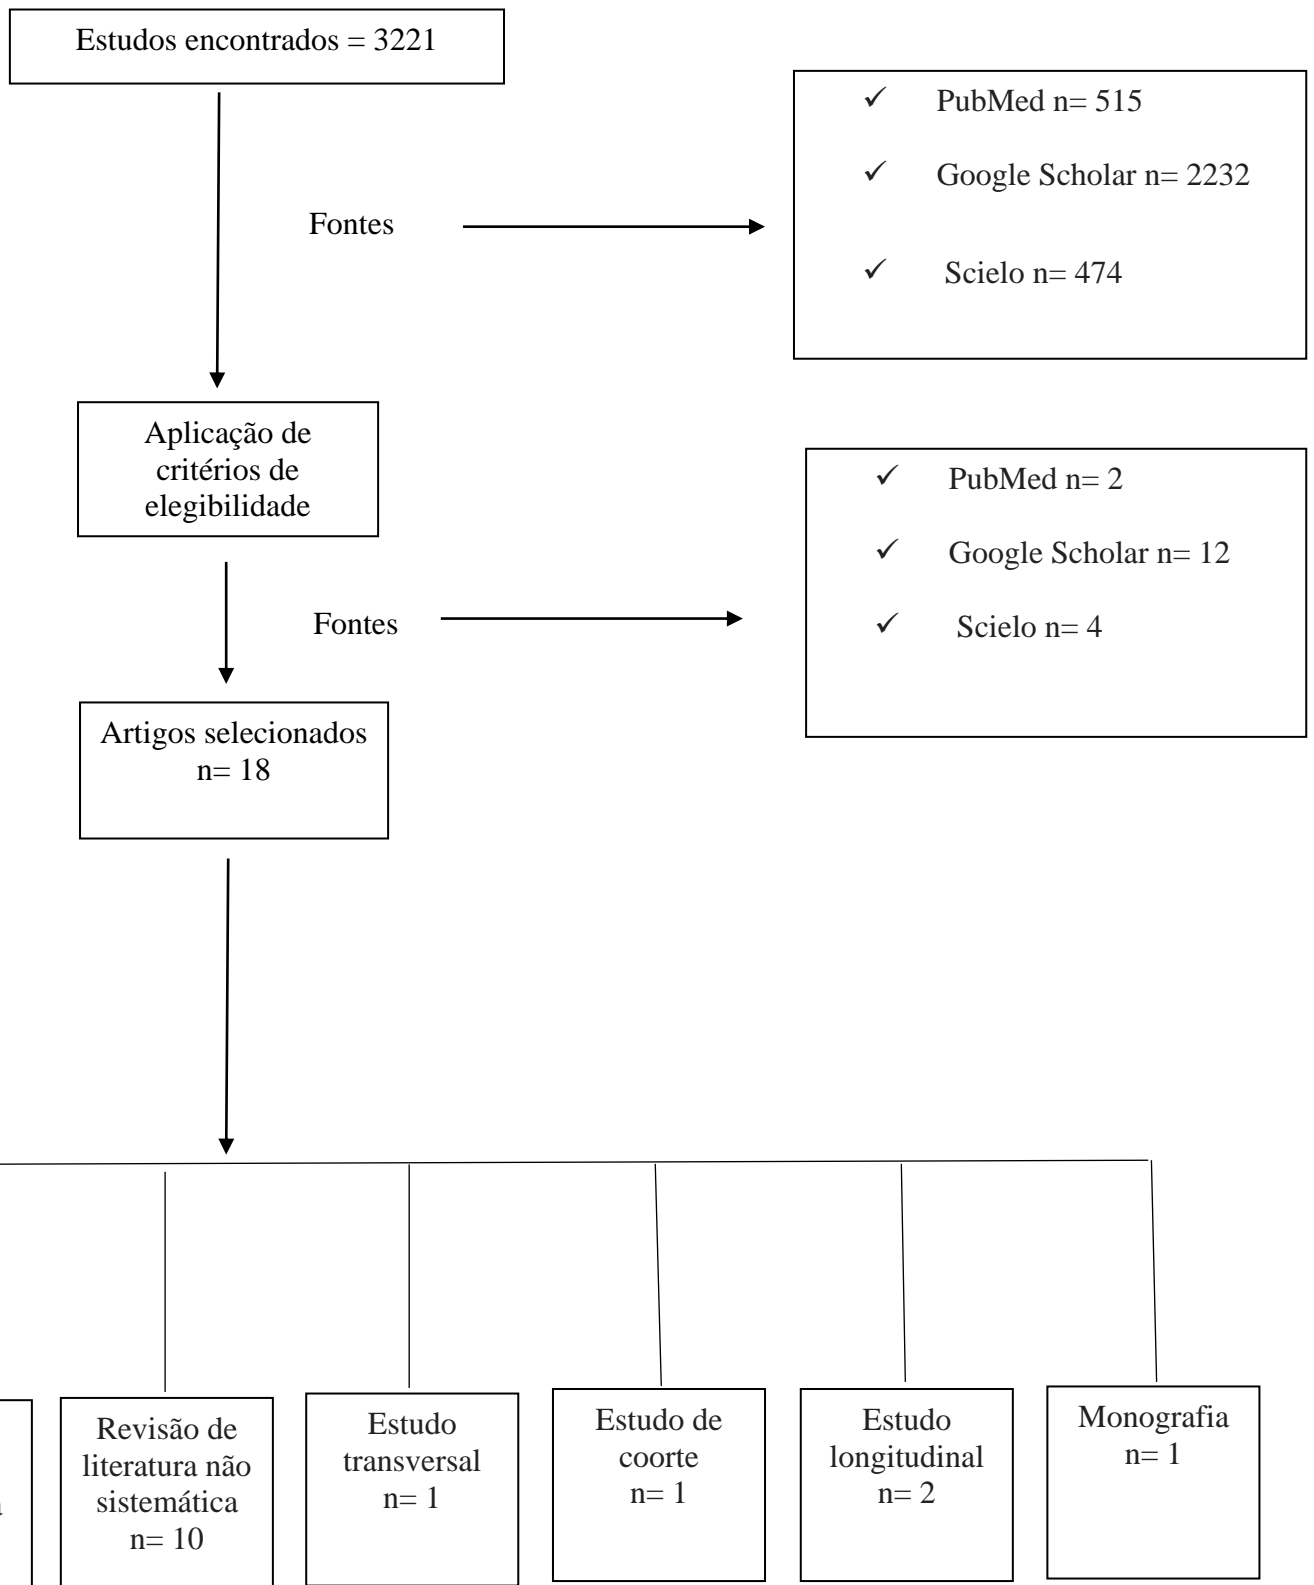 Estudos encontrados = 3221
✓ PubMed n= 515
✓ Google Scholar n= 2232
✓ Scielo n= 474
Fontes
Aplicação de
critérios de
elegibilidade
✓ PubMed n= 2
✓ Google Scholar n= 12
✓ Scielo n= 4
Fontes
Artigos selecionados
n= 18
Revisão de
literatura não
sistemática
n= 10
Estudo
transversal
n= 1
Estudo de
coorte
n= 1
Estudo
longitudinal
n= 2
Monografia
n= 1